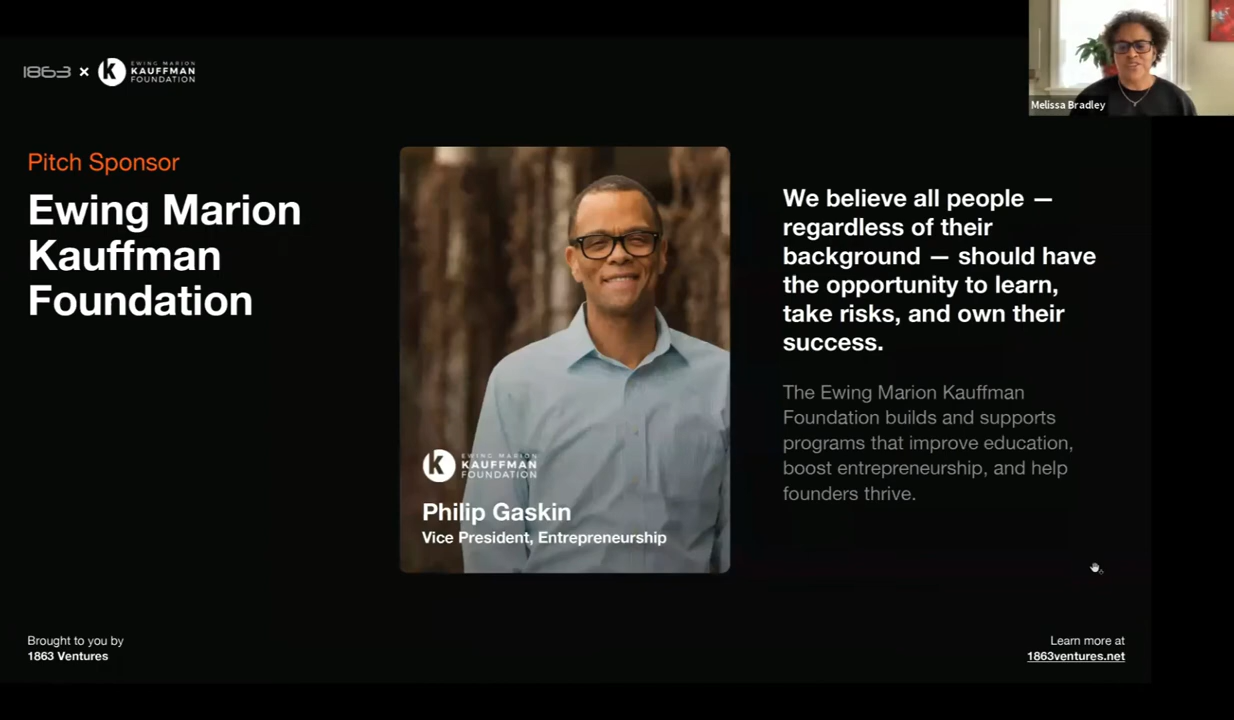 1863 × EWING MARION
KAUFFMAN
FOUNDATION
Melissa Bradley
Pitch Sponsor
Ewing Marion
Kauffman
Foundation
EWING MARION
KAUFFMAN
FOUNDATION
Philip Gaskin
Vice President, Entrepreneurship
We believe all people —
regardless of their
background — should have
the opportunity to learn,
take risks, and own their
success.
The Ewing Marion Kauffman
Foundation builds and supports
programs that improve education,
boost entrepreneurship, and help
founders thrive.
Brought to you by
1863 Ventures
Learn more at
1863ventures.net